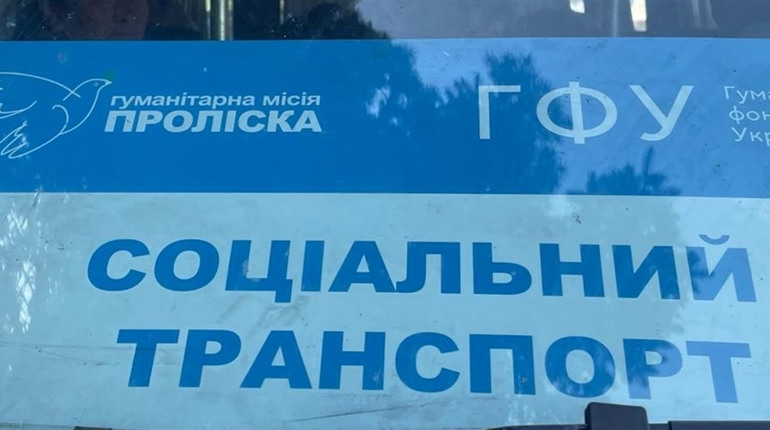 гуманітарна місія
ПРОЛІСКА
ГФУ
СОЦІАЛЬНИЙ
ТРАНСПОРТ